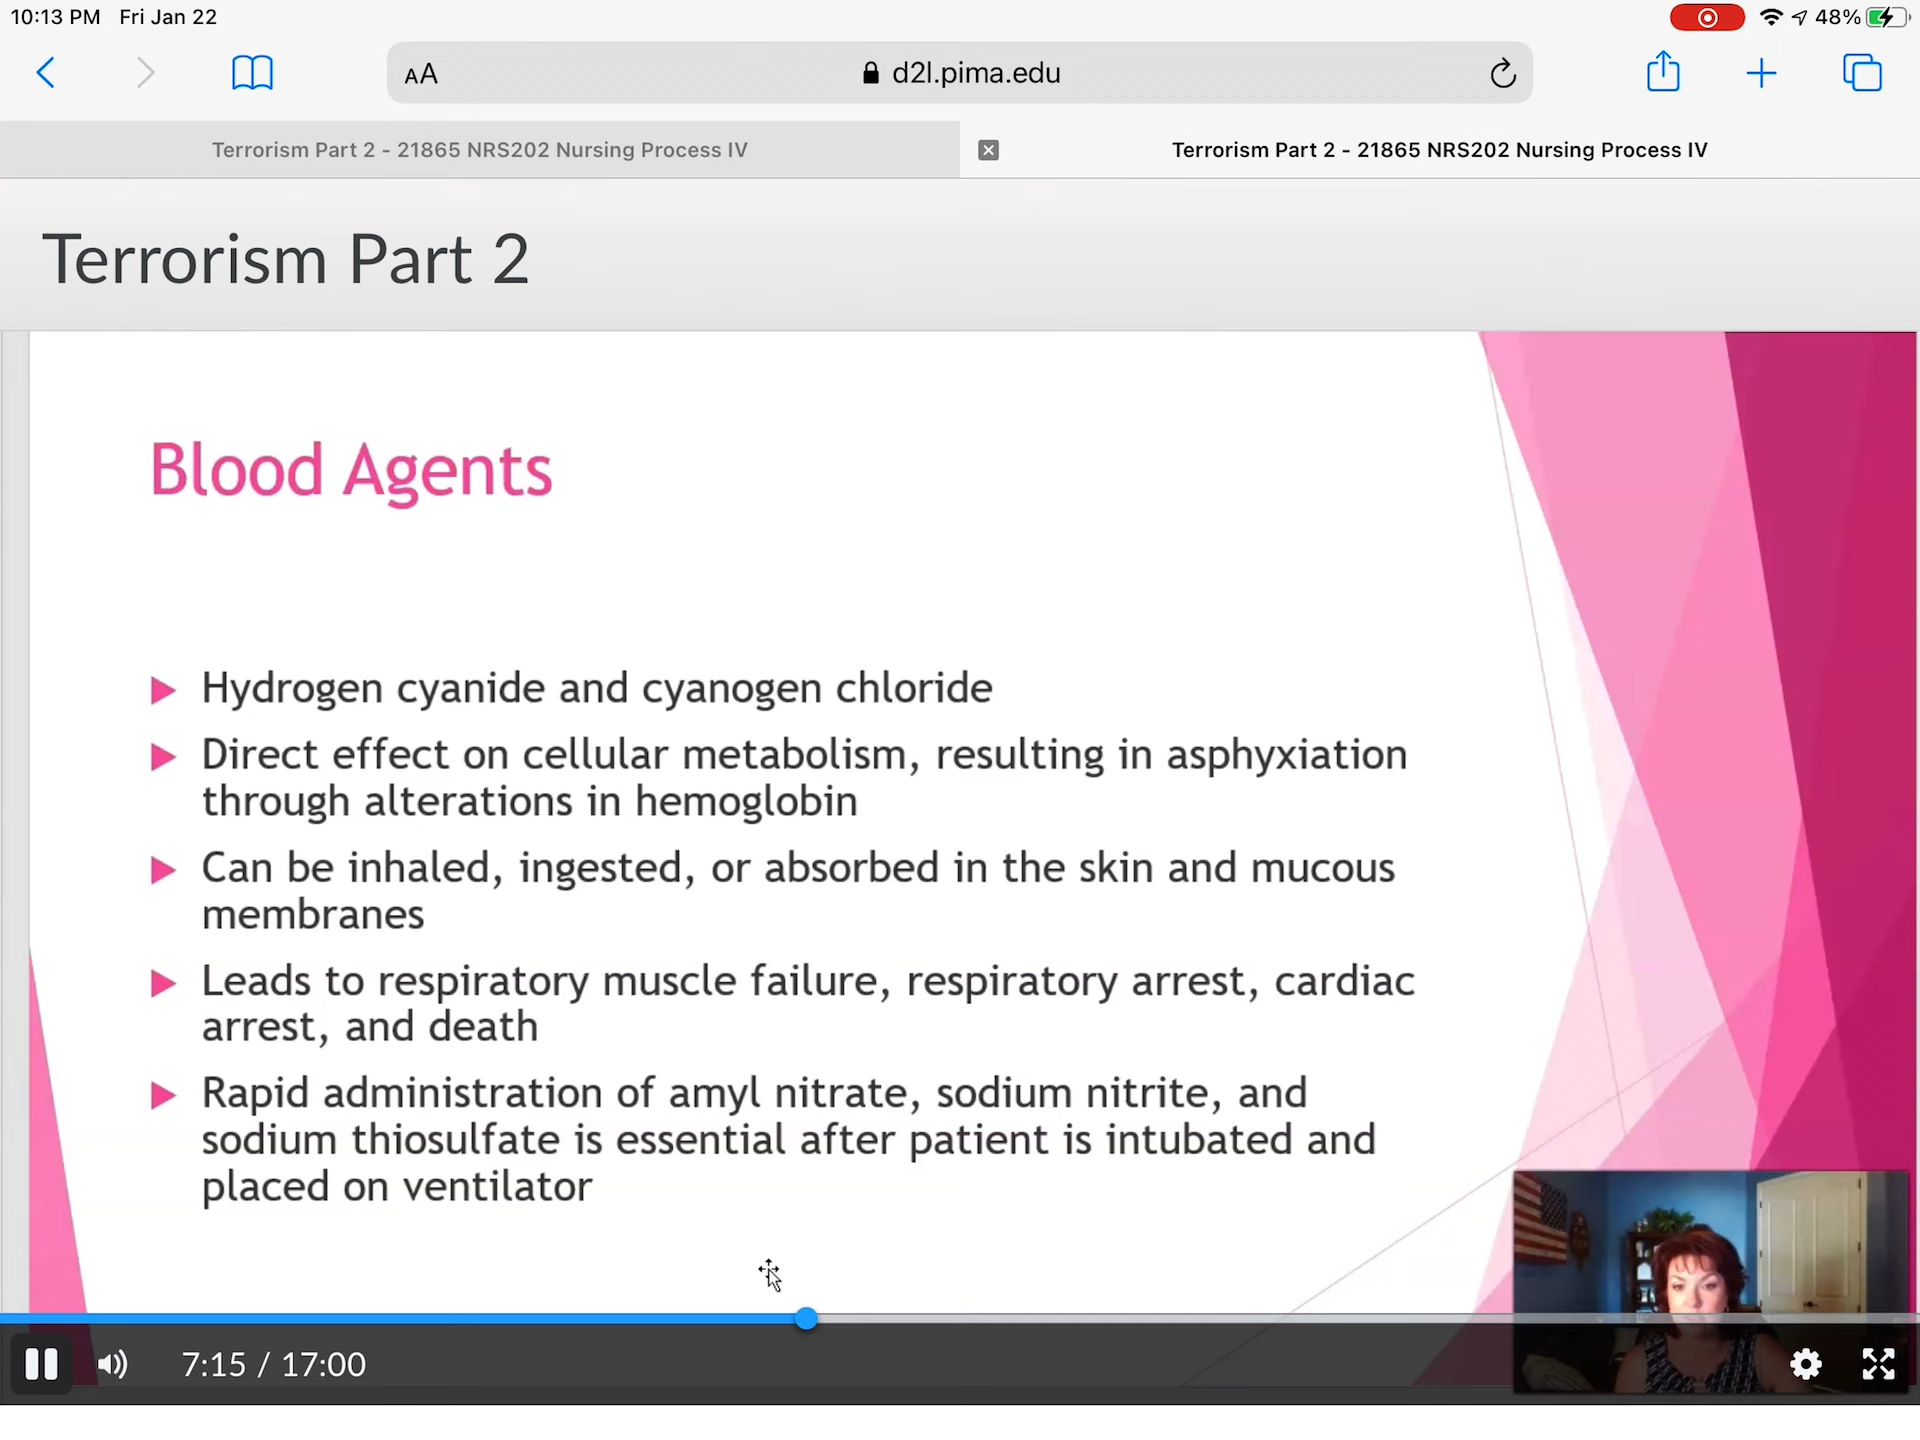 10:13 PM Fri Jan 22
48%
AA
d2l.pima.edu
Terrorism Part 2 - 21865 NRS202 Nursing Process IV
Terrorism Part 2 - 21865 NRS202 Nursing Process IV
Terrorism Part 2
Blood Agents
Hydrogen cyanide and cyanogen chloride
Direct effect on cellular metabolism, resulting in asphyxiation
through alterations in hemoglobin
Can be inhaled, ingested, or absorbed in the skin and mucous
membranes
Leads to respiratory muscle failure, respiratory arrest, cardiac
arrest, and death
Rapid administration of amyl nitrate, sodium nitrite, and
sodium thiosulfate is essential after patient is intubated and
placed on ventilator
7:15 / 17:00